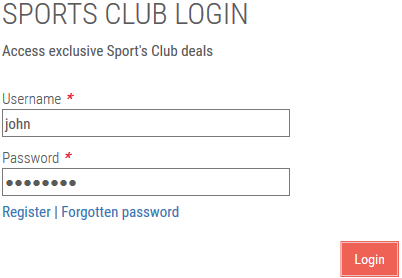 SPORTS CLUB LOGIN
Access exclusive Sport's Club deals
Username *
john
Password *
●●●●●●●●
Register | Forgotten password
Login